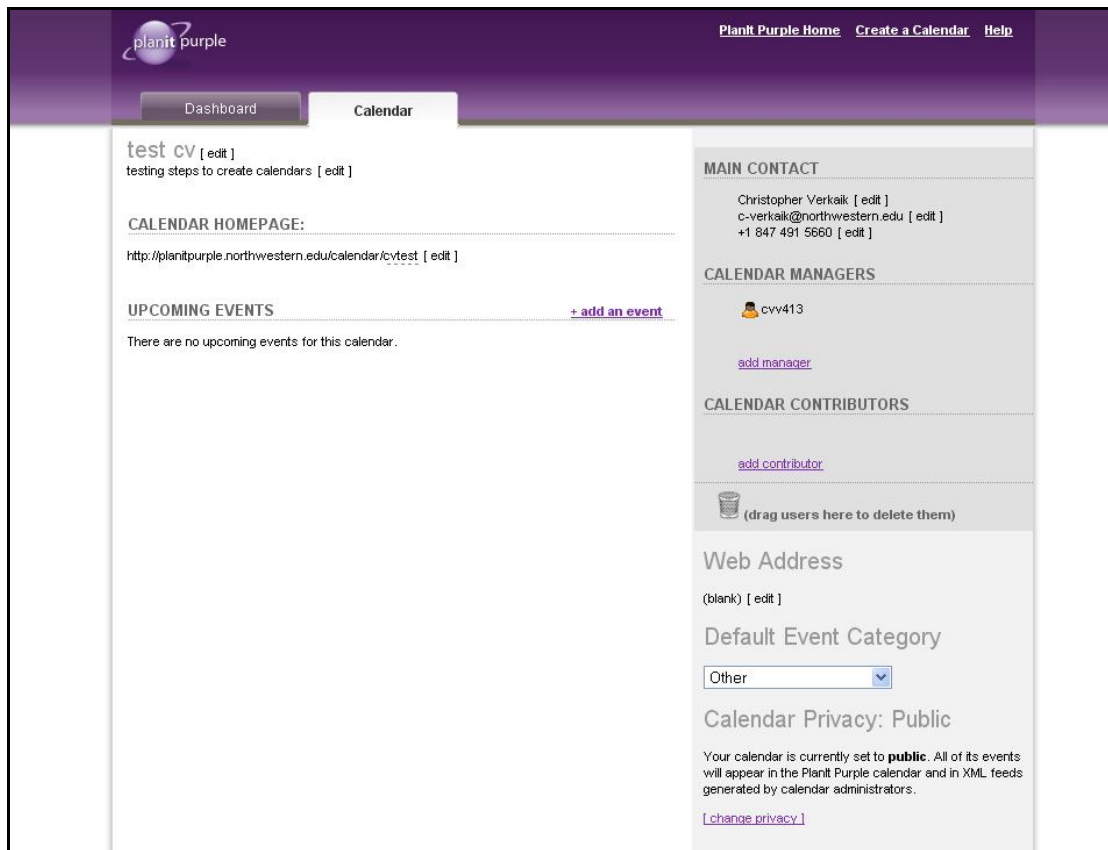 planit purple
PlanIt Purple Home Create a Calendar Help
Dashboard Calendar
test cv [ edit ]
testing steps to create calendars [ edit ]
CALENDAR HOMEPAGE:
http://planitpurple.northwestern.edu/calendar/cvtest [ edit ]
UPCOMING EVENTS + add an event
There are no upcoming events for this calendar.
MAIN CONTACT
Christopher Verkaik [ edit ]
c-verkaik@northwestern.edu [ edit ]
+1 847 491 5660 [ edit ]
CALENDAR MANAGERS
cvv413
add manager
CALENDAR CONTRIBUTORS
add contributor
(drag users here to delete them)
Web Address
(blank) [ edit ]
Default Event Category
Other
Calendar Privacy: Public
Your calendar is currently set to public. All of its events
will appear in the PlanIt Purple calendar and in XML feeds
generated by calendar administrators.
[ change privacy ]